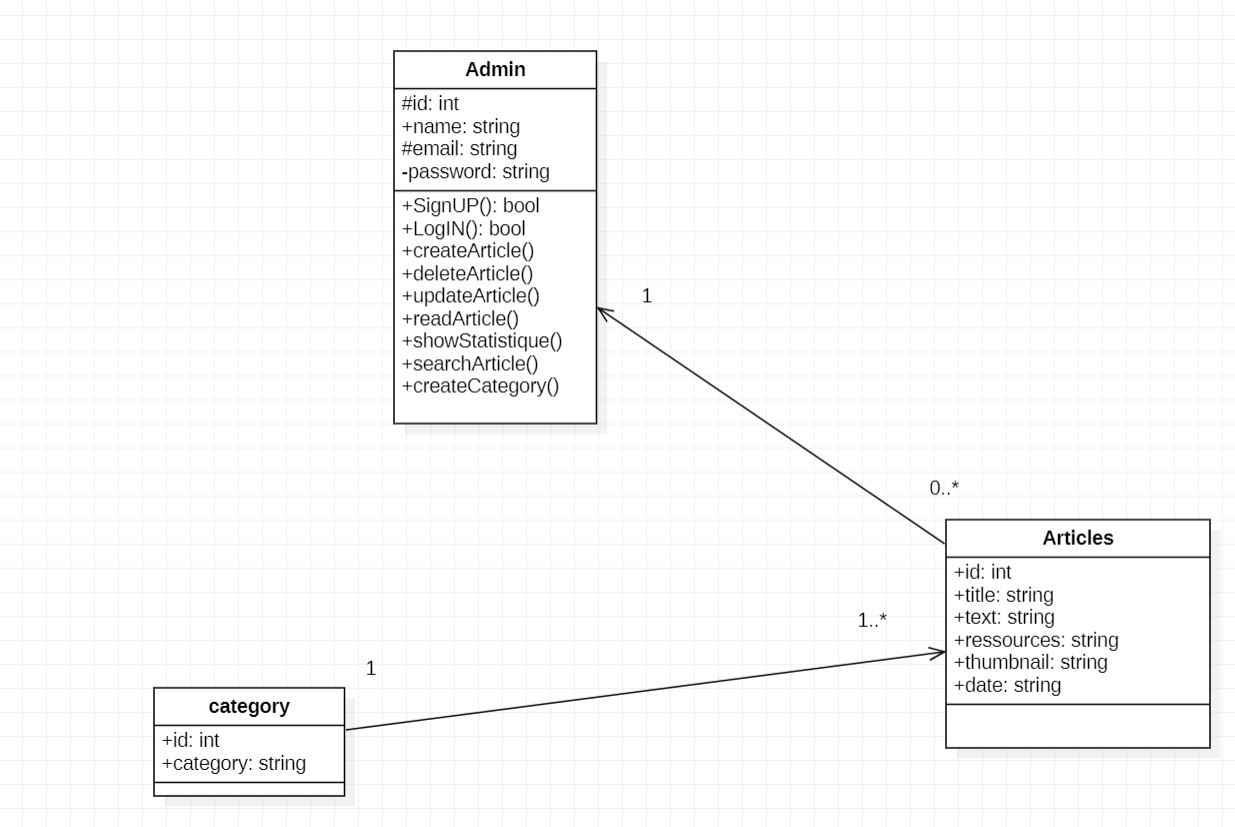 Admin
#id: int
+name: string
#email: string
-password: string
+SignUP(): bool
+LogIN(): bool
+createArticle()
+deleteArticle()
+updateArticle()
+readArticle()
+showStatistique()
+searchArticle()
+createCategory()
1
0..*
Articles
+id: int
+title: string
+text: string
+ressources: string
+thumbnail: string
+date: string
1..*
1
category
+id: int
+category: string